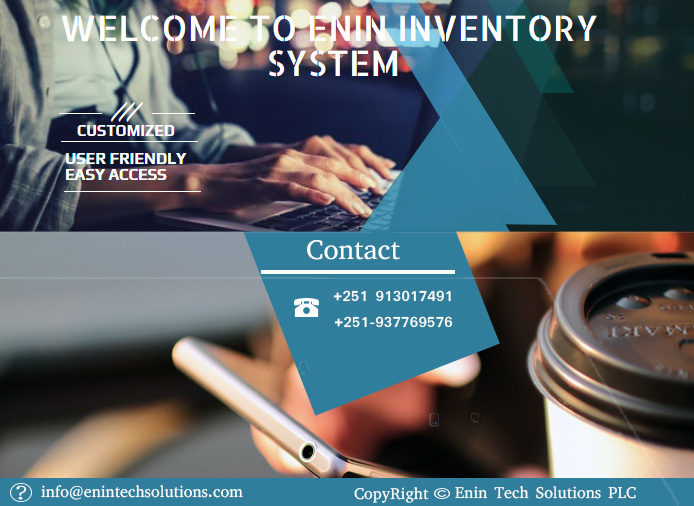 WELCOME TO ENIN INVENTORY
SYSTEM
CUSTOMIZED
USER FRIENDLY
EASY ACCESS
Contact
+251 913017491
+251-937769576
info@enintechsolutions.com
CopyRight © Enin Tech Solutions PLC